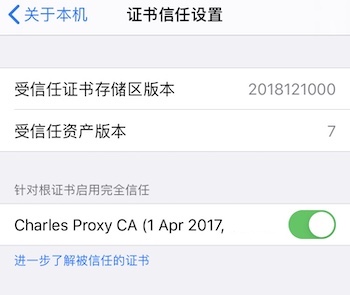 关于本机
证书信任设置
受信任证书存储区版本 2018121000
受信任资产版本 7
针对根证书启用完全信任
Charles Proxy CA (1 Apr 2017,
进一步了解被信任的证书